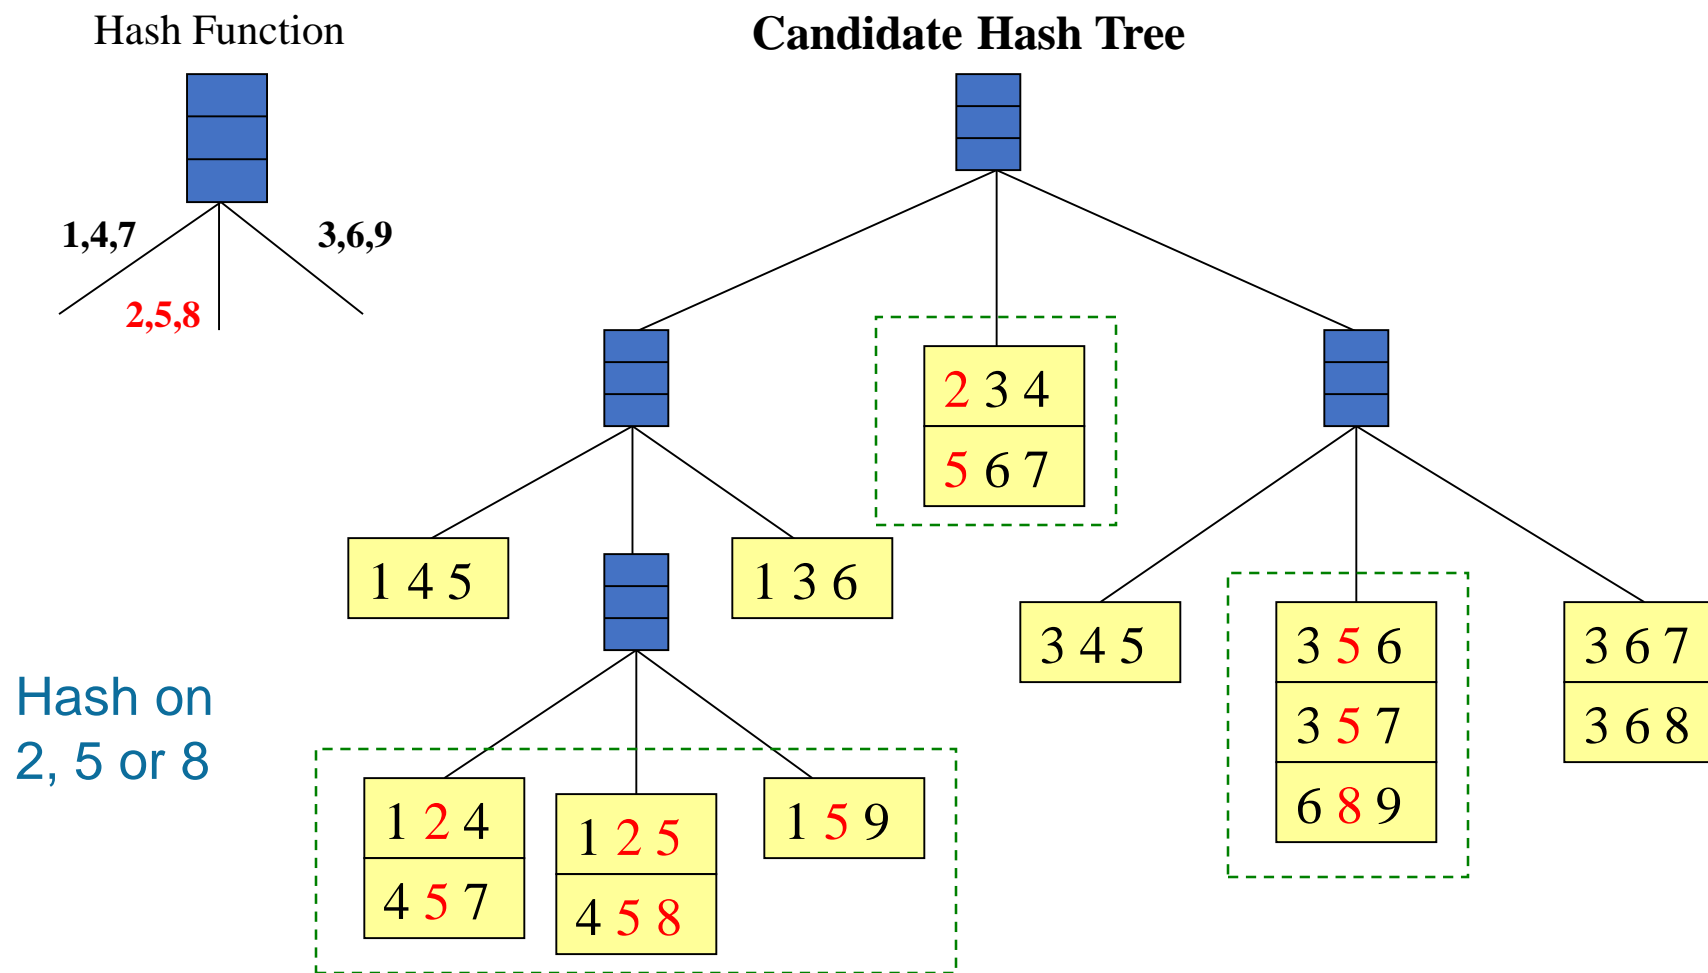 Hash Function
Candidate Hash Tree
1,4,7
3,6,9
2,5,8
2 3 4
5 6 7
1 4 5
1 3 6
3 4 5
3 5 6
3 5 7
6 8 9
3 6 7
3 6 8
Hash on
2, 5 or 8
1 2 4
4 5 7
1 2 5
4 5 8
1 5 9